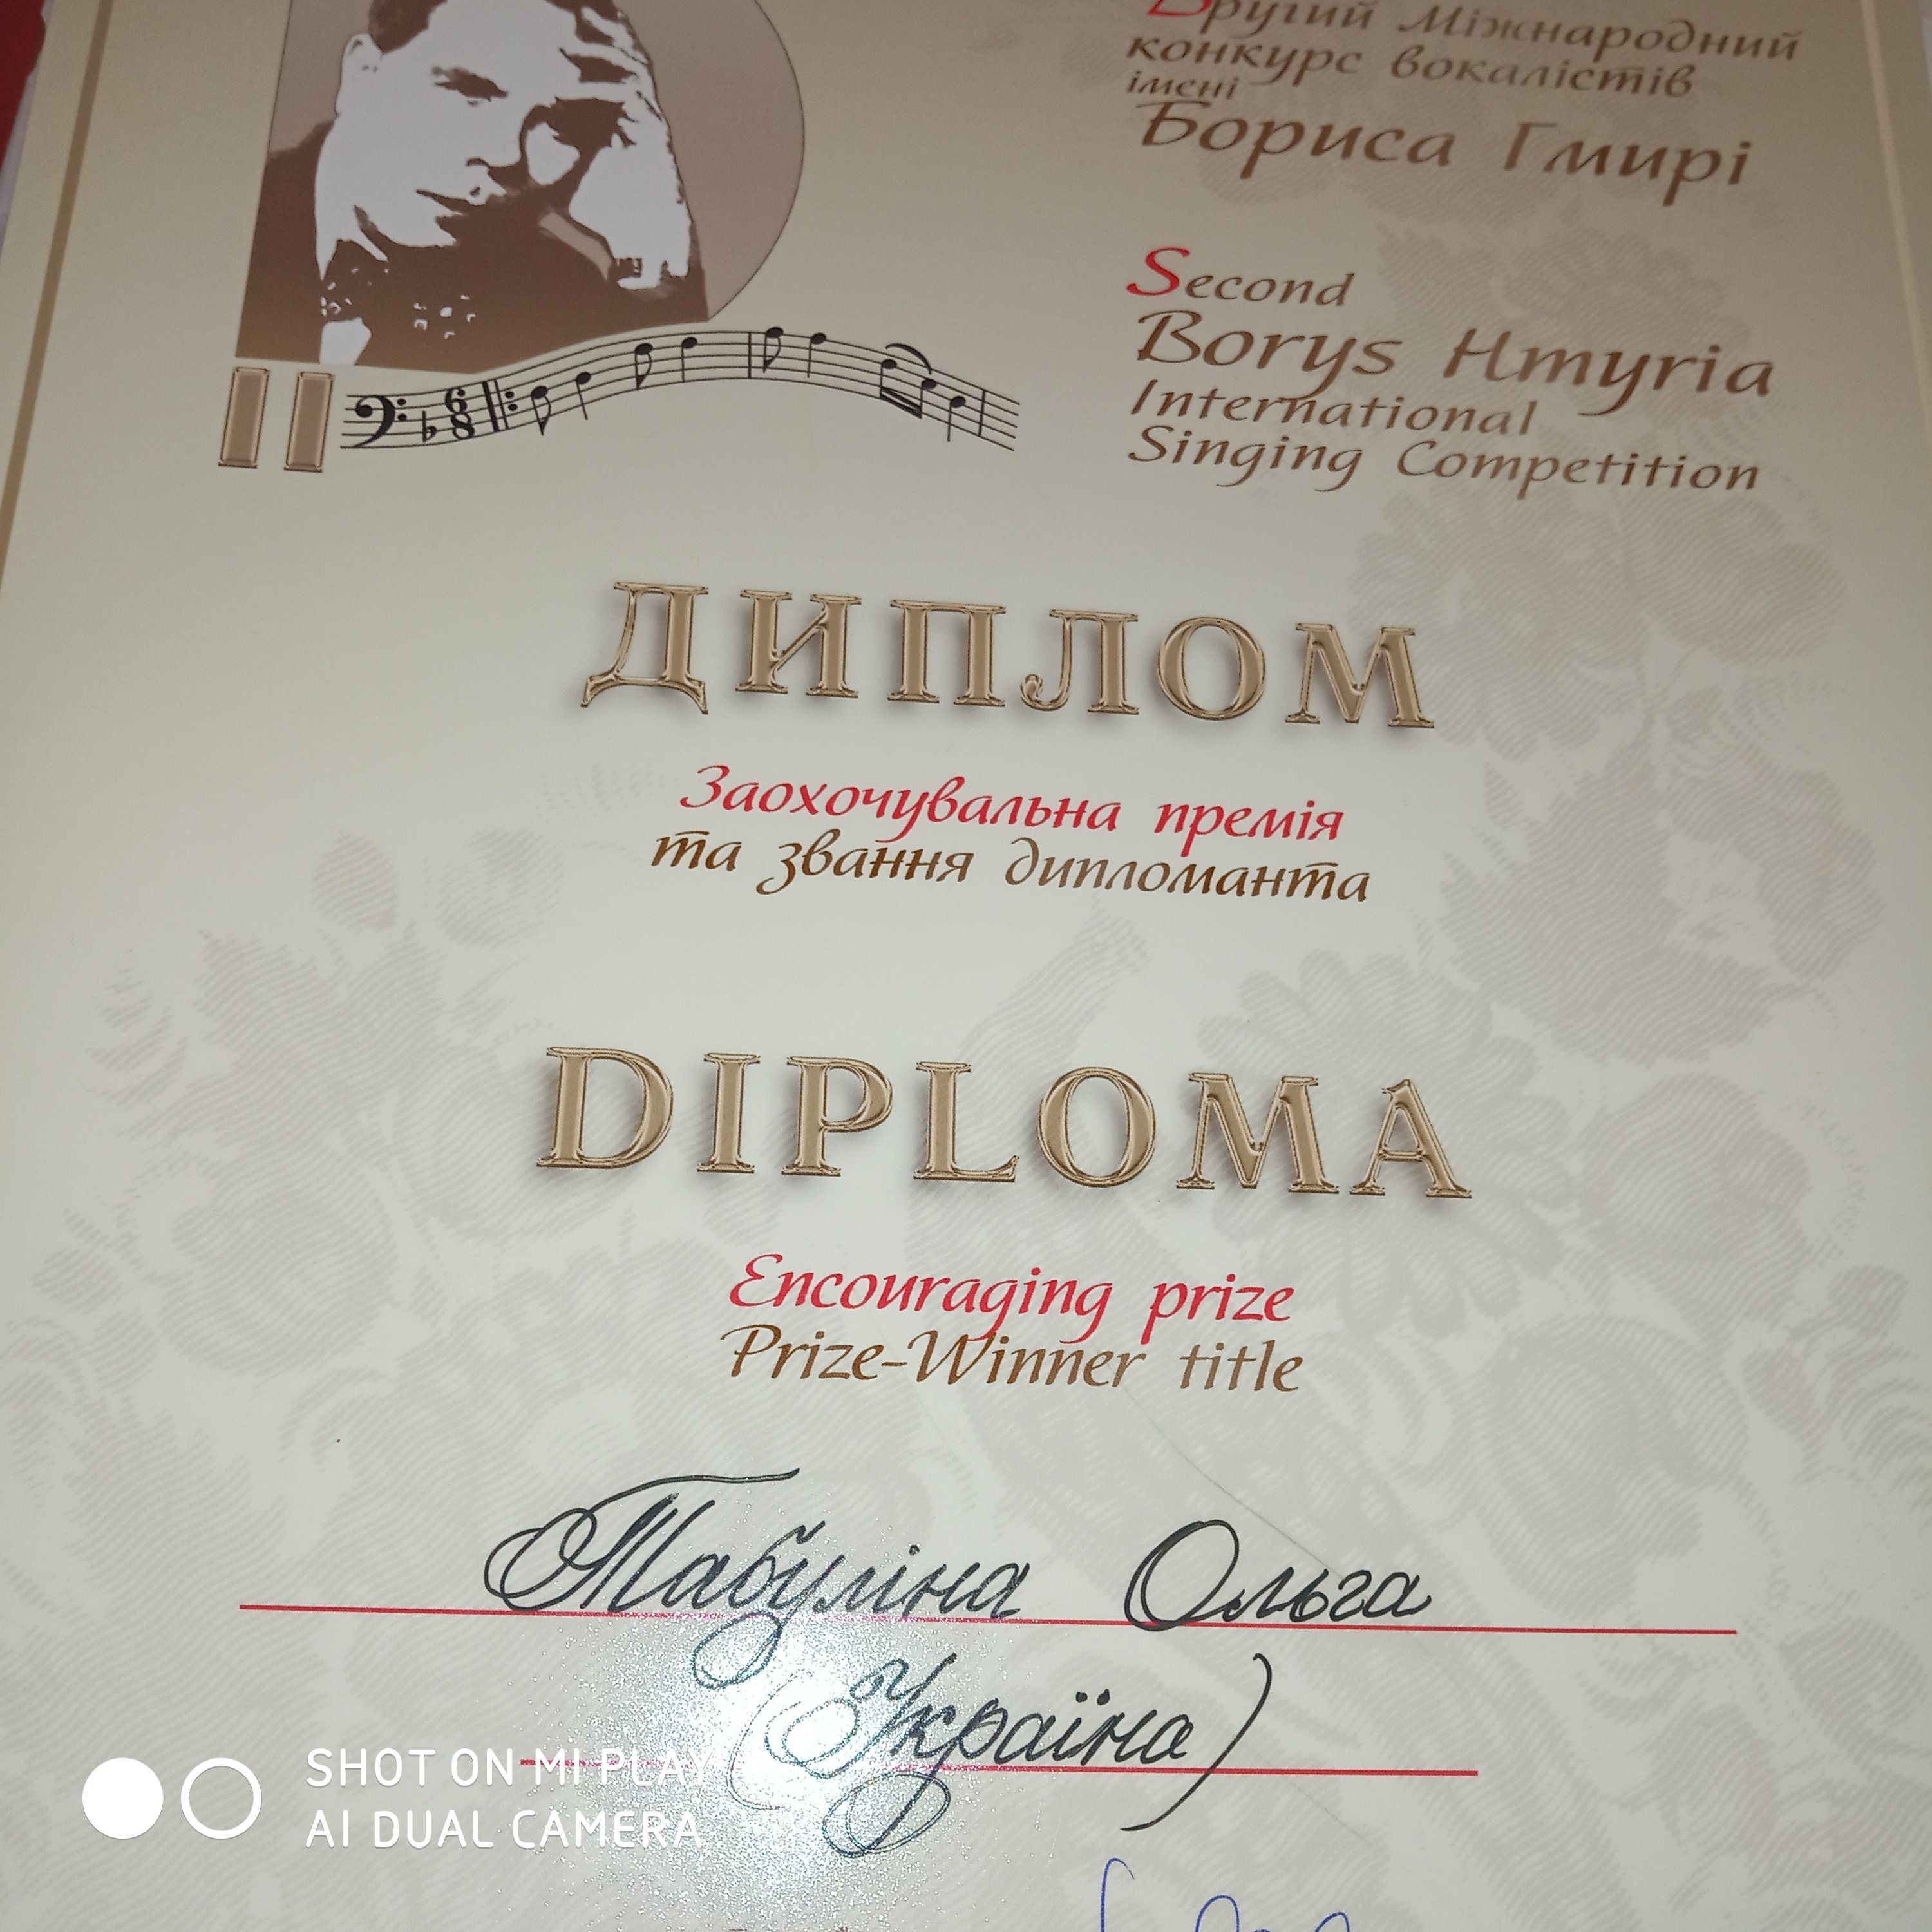 Другий Міжнародний
конкурс вокалістів
імені
Бориса Гмирі
Second
Borys Hmyria
International
Singing Competition
II
ДИПЛОМ
Заохочувальна премія
та звання дипломанта
DIPLOMA
Encouraging prize
Prize-Winner title
Табуліна Ольга
(Україна)
SHOT ON MI PLAY
AI DUAL CAMERA